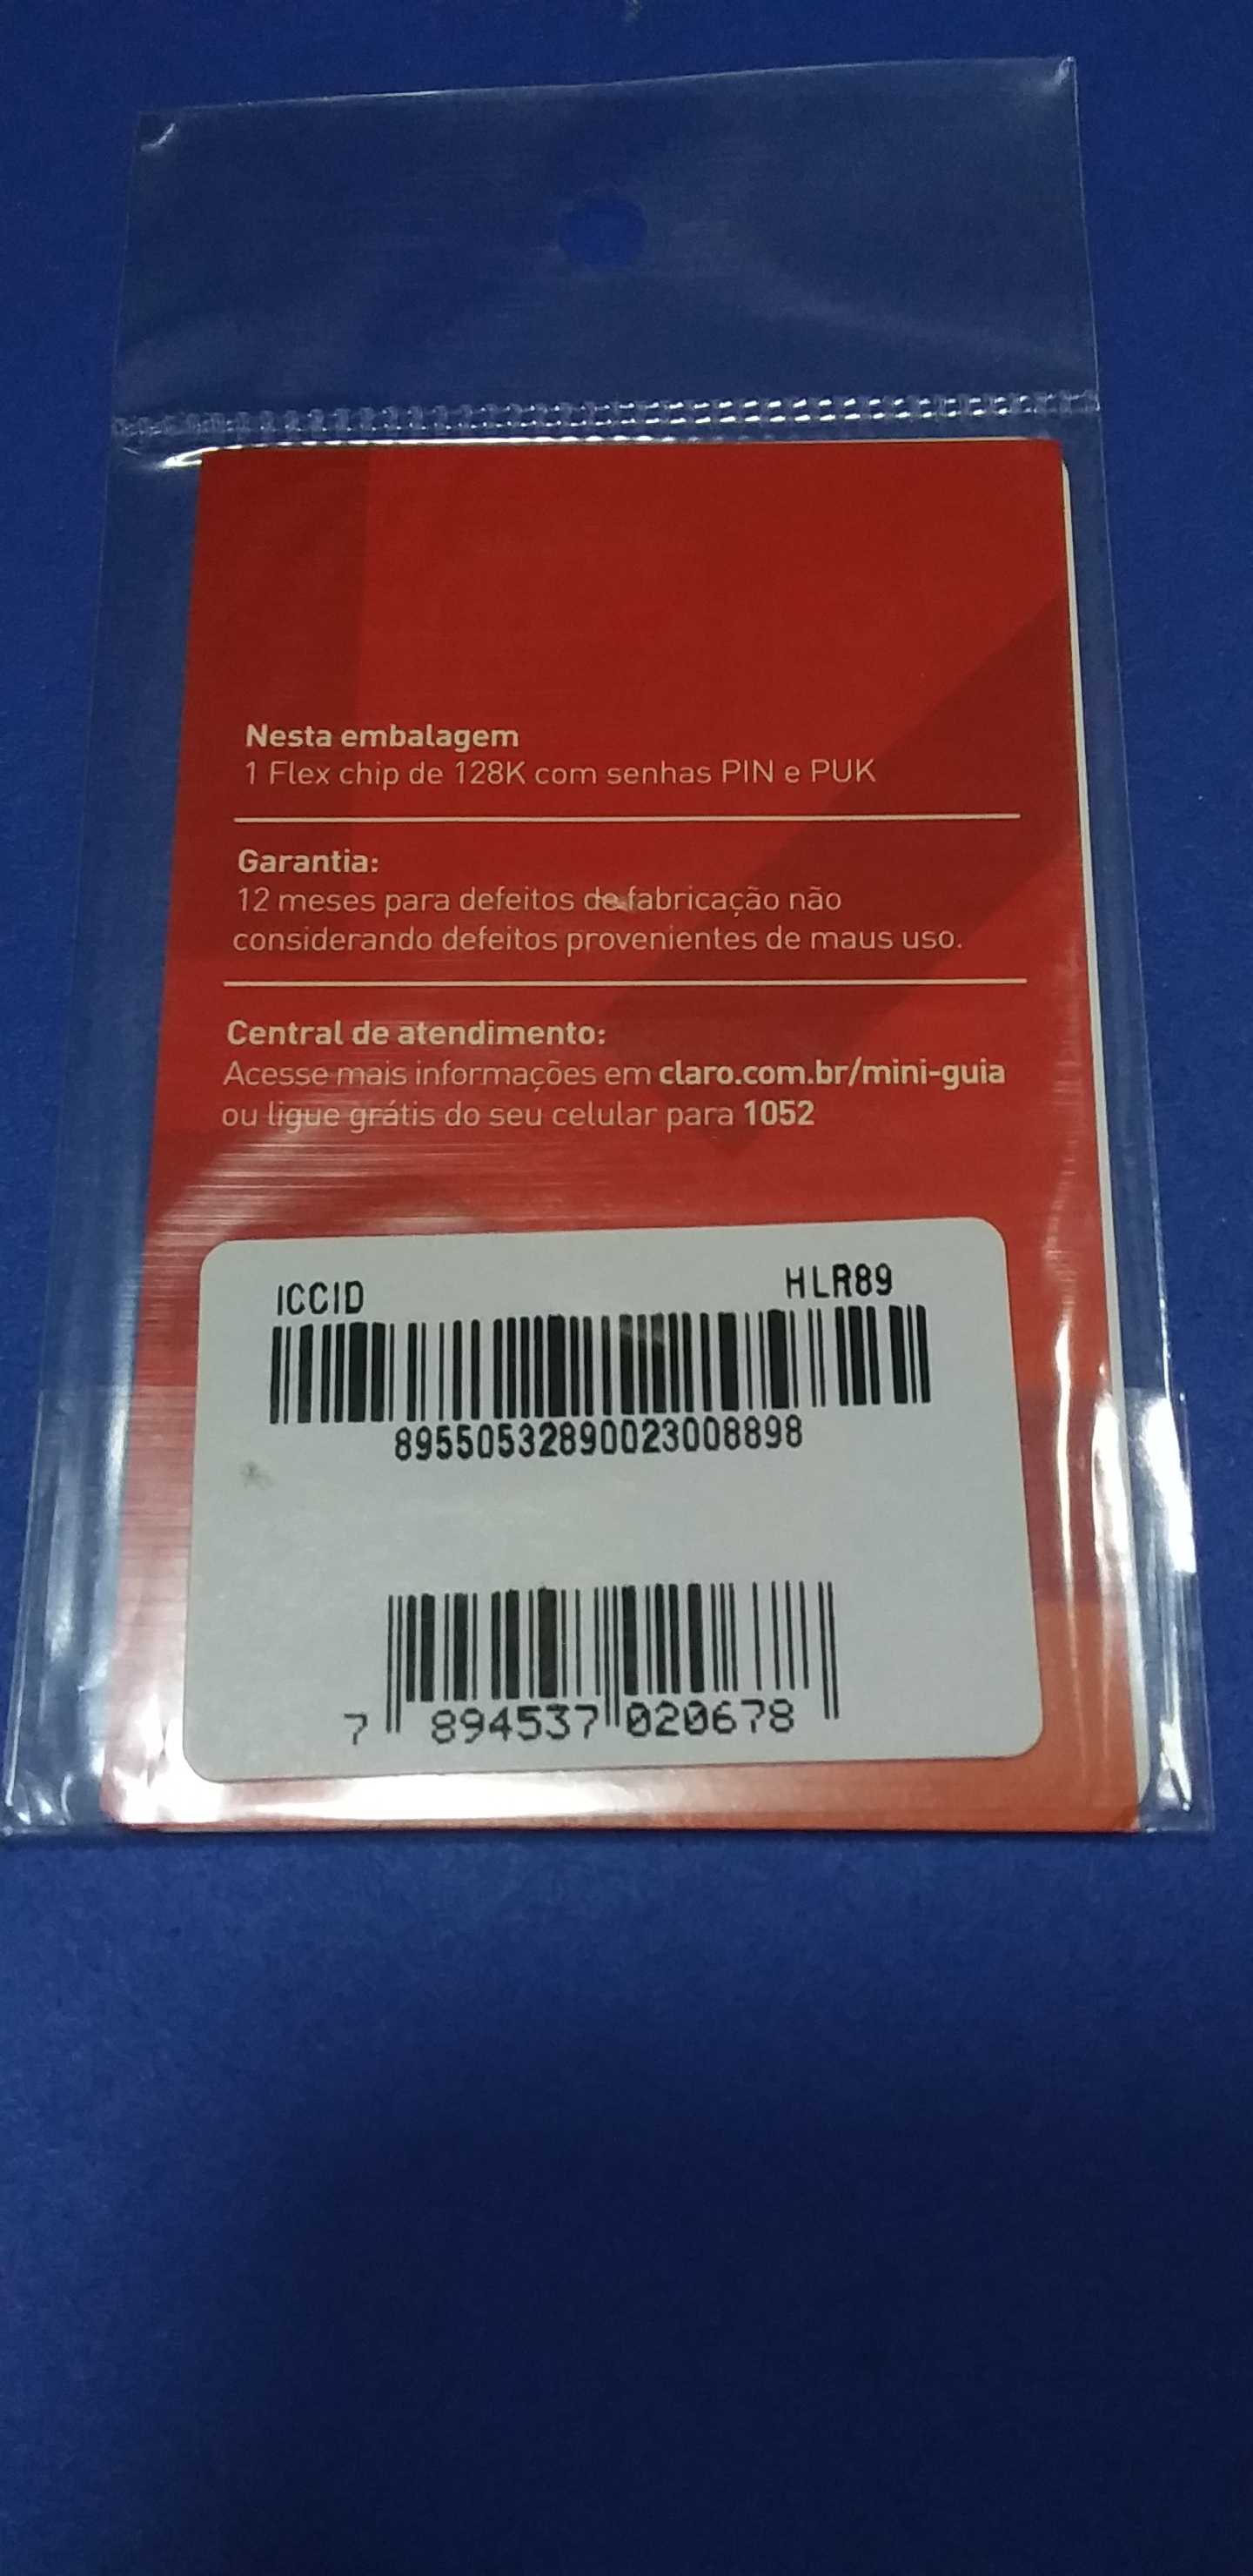 Nesta embalagem
1 Flex chip de 128K com senhas PIN e PUK
Garantia:
12 meses para defeitos de fabricação não
considerando defeitos provenientes de maus uso.
Central de atendimento:
Acesse mais informações em claro.com.br/mini-guia
ou ligue grátis do seu celular para 1052
ICCID HLR89
89550532890023008898
7 894537 020678